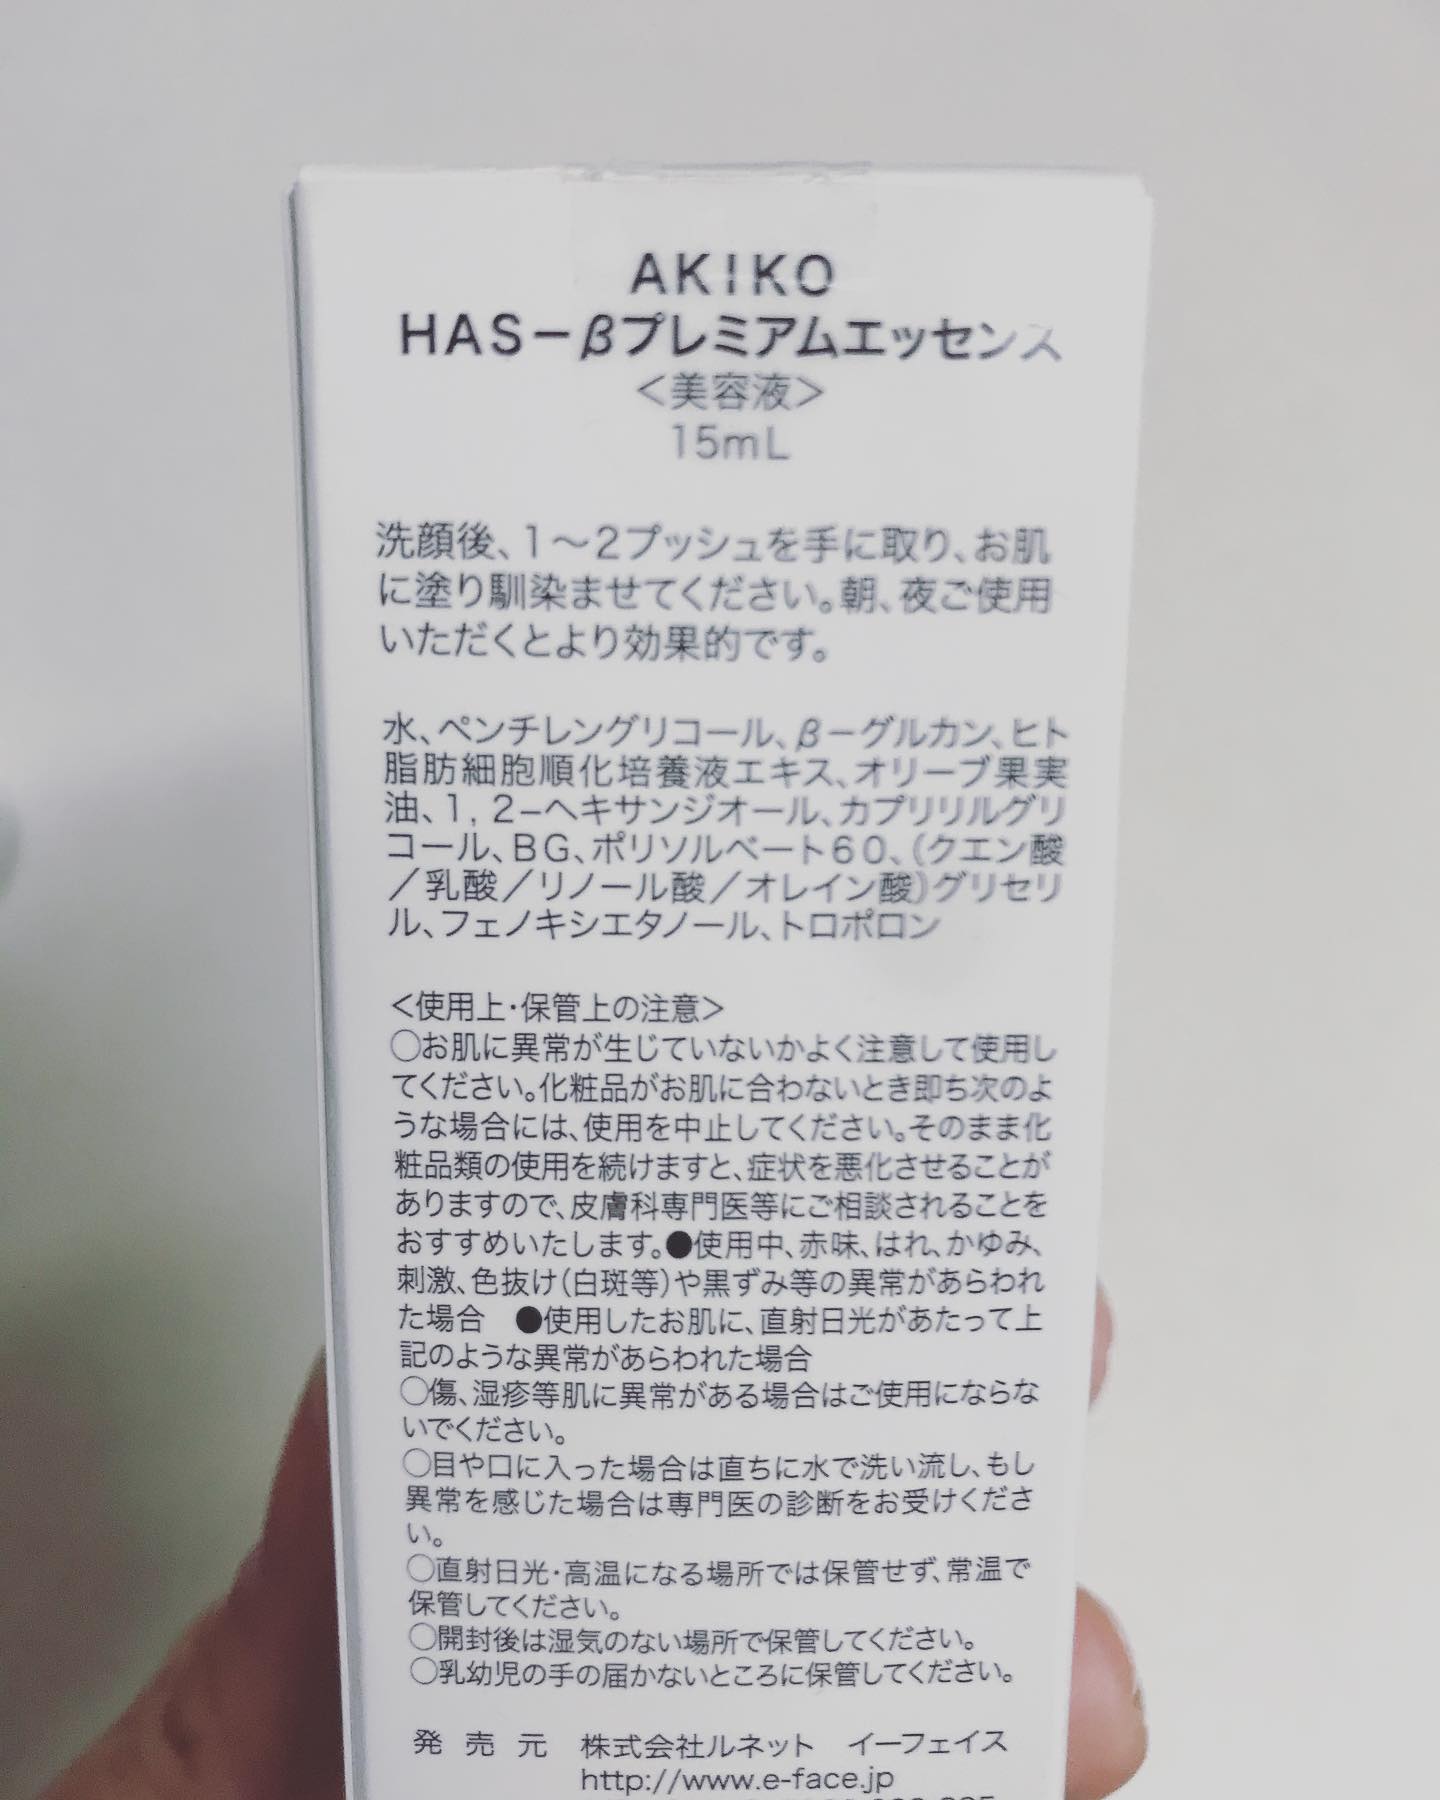 AKIKO
HAS－βプレミアムエッセンス
＜美容液＞
15mL
洗顔後、1～2プッシュを手に取り、お肌
に塗り馴染ませてください。朝、夜ご使用
いただくとより効果的です。
水、ペンチレングリコール、β－グルカン、ヒト
脂肪細胞順化培養液エキス、オリーブ果実
油、1，2－ヘキサンジオール、カプリリルグリ
コール、BG、ポリソルベート60、（クエン酸
／乳酸／リノール酸／オレイン酸）グリセリ
ル、フェノキシエタノール、トロポロン
＜使用上・保管上の注意＞
○お肌に異常が生じていないかよく注意して使用し
てください。化粧品がお肌に合わないとき即ち次のよ
うな場合には、使用を中止してください。そのまま化
粧品類の使用を続けますと、症状を悪化させることが
ありますので、皮膚科専門医等にご相談されることを
おすすめいたします。●使用中、赤味、はれ、かゆみ、
刺激、色抜け（白斑等）や黒ずみ等の異常があらわれ
た場合　●使用したお肌に、直射日光があたって上
記のような異常があらわれた場合
○傷、湿疹等肌に異常がある場合はご使用にならな
いでください。
○目や口に入った場合は直ちに水で洗い流し、もし
異常を感じた場合は専門医の診断をお受けくださ
い。
○直射日光・高温になる場所では保管せず、常温で
保管してください。
○開封後は湿気のない場所で保管してください。
○乳幼児の手の届かないところに保管してください。
発 売 元　株式会社ルネット　イーフェイス
http://www.e-face.jp